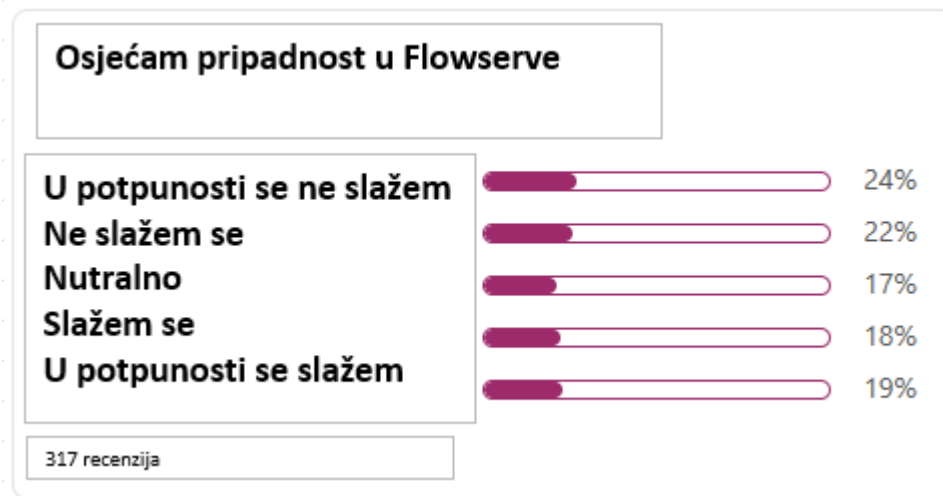 Osjećam pripadnost u Flowserve
U potpunosti se ne slažem 24%
Ne slažem se 22%
Nutralno 17%
Slažem se 18%
U potpunosti se slažem 19%
317 recenzija